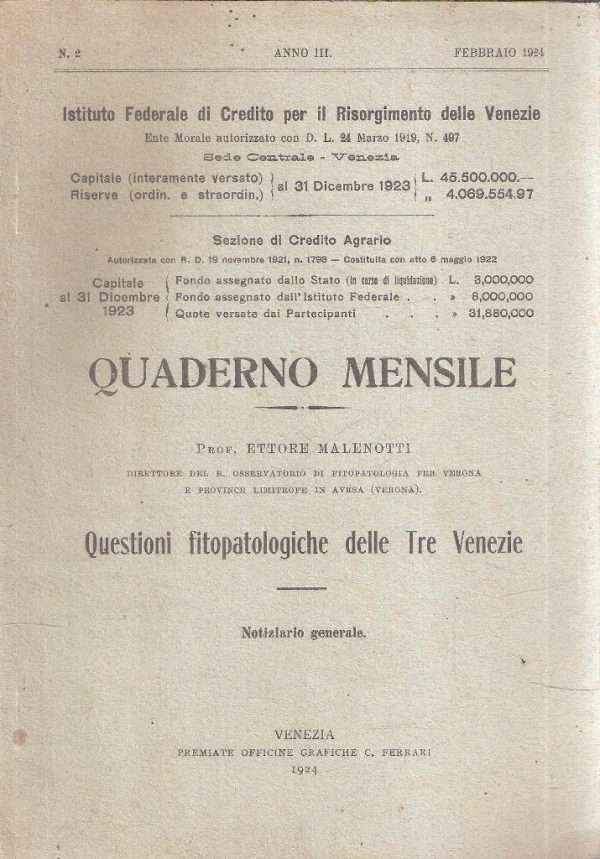 N. 2 ANNO III. FEBBRAIO 1924
Istituto Federale di Credito per il Risorgimento delle Venezie
Ente Morale autorizzato con D. L. 24 Marzo 1919, N. 497
Sede Centrale - Venezia
Capitale (interamente versato) } al 31 Dicembre 1923 { L. 45.500.000.—
Riserve (ordin. e straordin.) „ 4.069.554.97
Sezione di Credito Agrario
Autorizzata con R. D. 19 novembre 1921, n. 1798 — Costituita con atto 6 maggio 1922
Capitale al 31 Dicembre 1923 { Fondo assegnato dallo Stato (in corso di liquidazione) L. 3,000,000
Fondo assegnato dall'Istituto Federale . . » 6,000,000
Quote versate dai Partecipanti . . . » 31,880,000
QUADERNO MENSILE
PROF. ETTORE MALENOTTI
DIRETTORE DEL R. OSSERVATORIO DI FITOPATOLOGIA PER VERONA
E PROVINCE LIMITROFE IN AVESA (VERONA).
Questioni fitopatologiche delle Tre Venezie
Notiziario generale.
VENEZIA
PREMIATE OFFICINE GRAFICHE C. FERRARI
1924